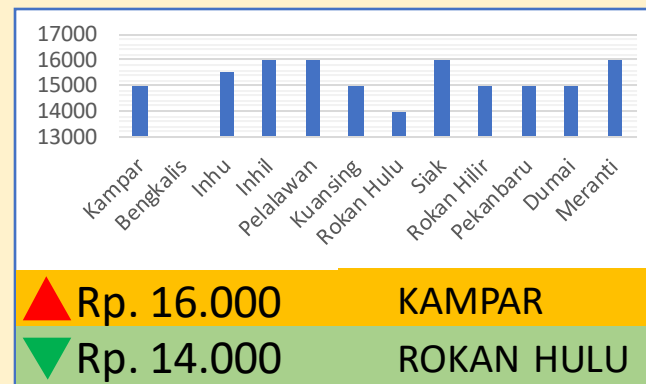 17000
16000
15000
14000
13000
Kampar
Bengkalis
Inhu
Inhil
Pelalawan
Kuansing
Rokan Hulu
Siak
Rokan Hilir
Pekanbaru
Dumai
Meranti
Rp. 16.000 KAMPAR
Rp. 14.000 ROKAN HULU